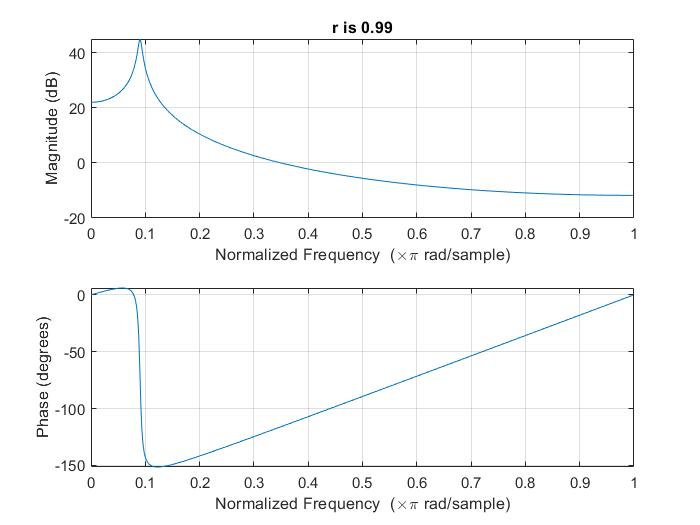 r is 0.99
Magnitude (dB)
40
20
0
-20
0 0.1 0.2 0.3 0.4 0.5 0.6 0.7 0.8 0.9 1
Normalized Frequency (×π rad/sample)
Phase (degrees)
0
-50
-100
-150
0 0.1 0.2 0.3 0.4 0.5 0.6 0.7 0.8 0.9 1
Normalized Frequency (×π rad/sample)